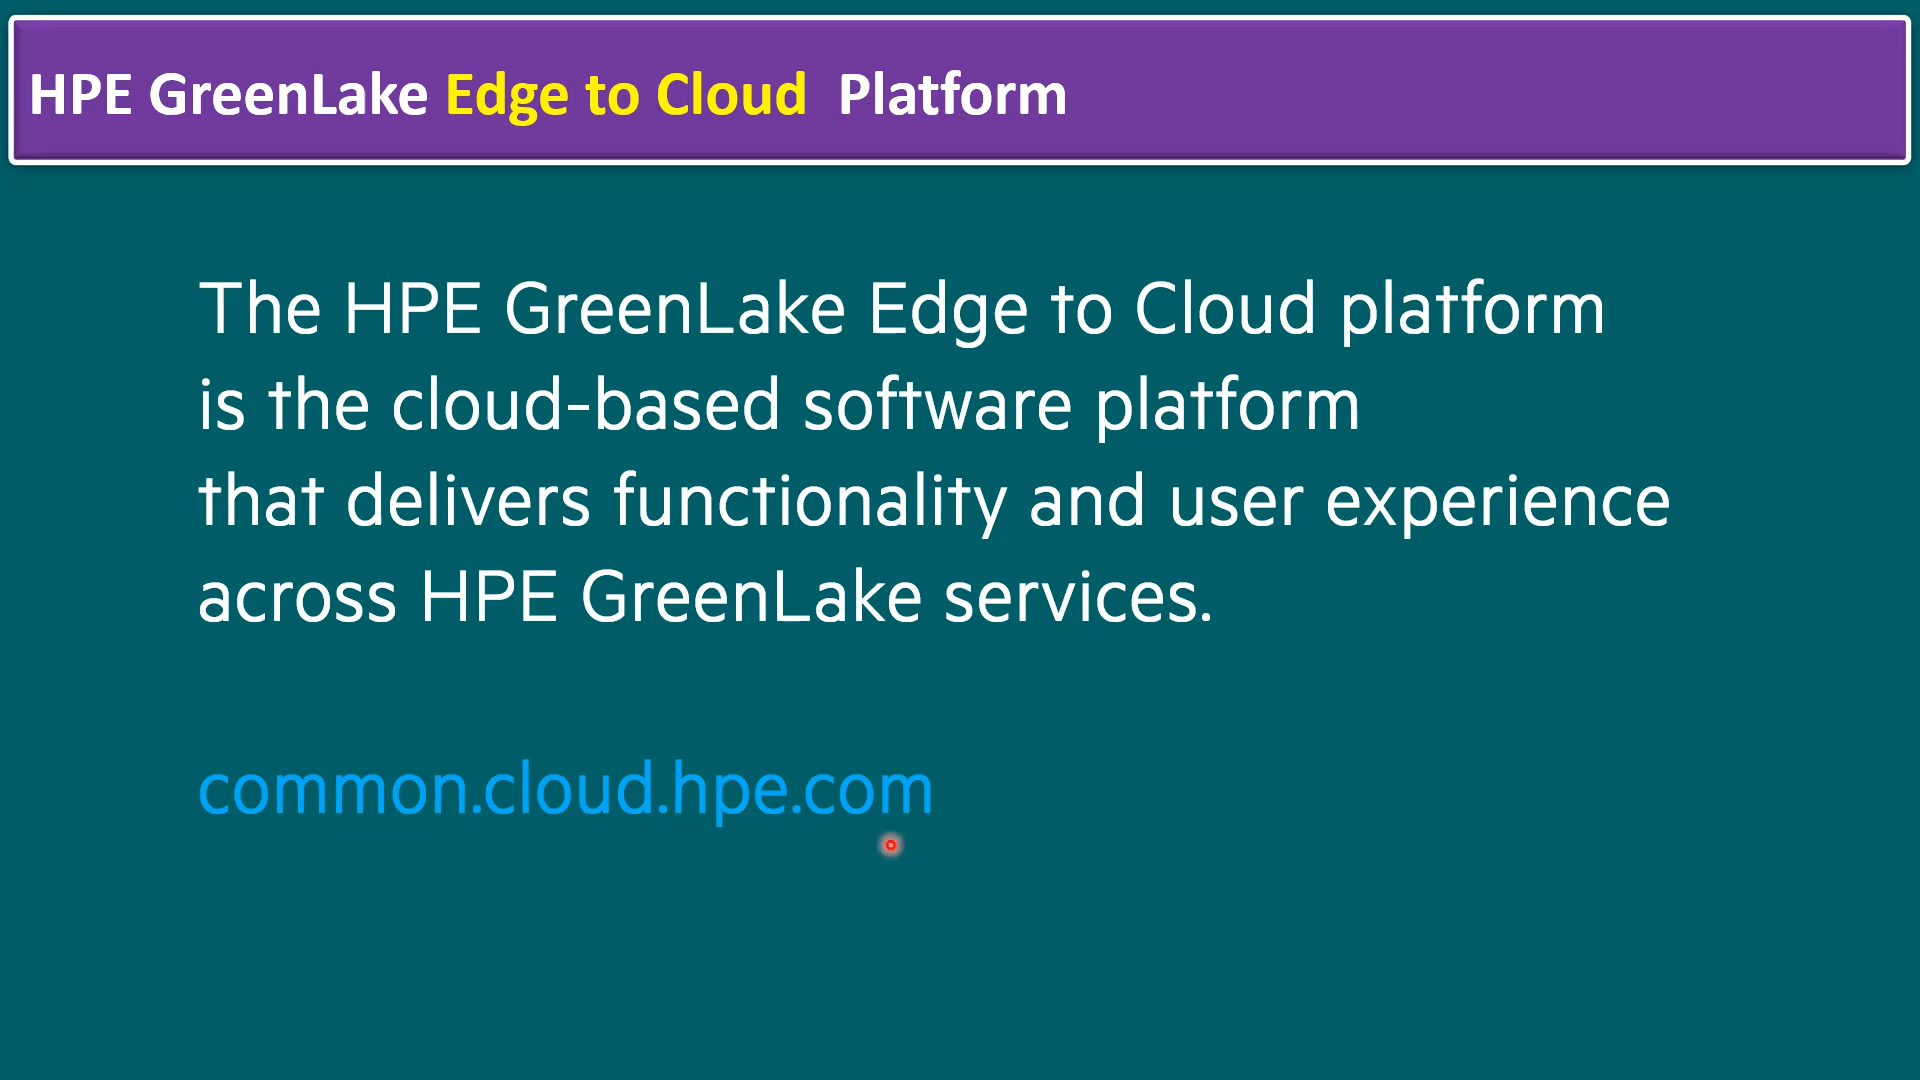 HPE GreenLake Edge to Cloud Platform
The HPE GreenLake Edge to Cloud platform
is the cloud-based software platform
that delivers functionality and user experience
across HPE GreenLake services.
common.cloud.hpe.com